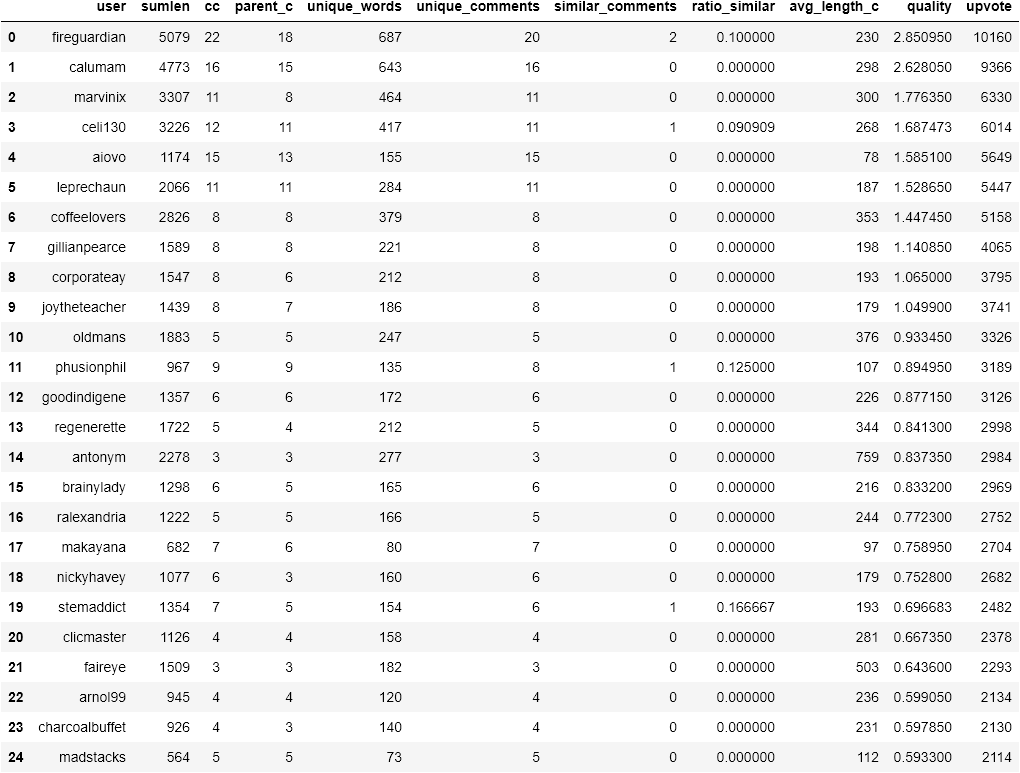 user sumlen cc parent_c unique_words unique_comments similar_comments ratio_similar avg_length_c quality upvote
0 fireguardian 5079 22 18 687 20 2 0.100000 230 2.850950 10160
1 calumam 4773 16 15 643 16 0 0.000000 298 2.628050 9366
2 marvinix 3307 11 8 464 11 0 0.000000 300 1.776350 6330
3 celi130 3226 12 11 417 11 1 0.090909 268 1.687473 6014
4 aiovo 1174 15 13 155 15 0 0.000000 78 1.585100 5649
5 leprechaun 2066 11 11 284 11 0 0.000000 187 1.528650 5447
6 coffeelovers 2826 8 8 379 8 0 0.000000 353 1.447450 5158
7 gillianpearce 1589 8 8 221 8 0 0.000000 198 1.140850 4065
8 corporateay 1547 8 6 212 8 0 0.000000 193 1.065000 3795
9 joytheteacher 1439 8 7 186 8 0 0.000000 179 1.049900 3741
10 oldmans 1883 5 5 247 5 0 0.000000 376 0.933450 3326
11 phusionphil 967 9 9 135 8 1 0.125000 107 0.894950 3189
12 goodindigene 1357 6 6 172 6 0 0.000000 226 0.877150 3126
13 regenerette 1722 5 4 212 5 0 0.000000 344 0.841300 2998
14 antonym 2278 3 3 277 3 0 0.000000 759 0.837350 2984
15 brainylady 1298 6 5 165 6 0 0.000000 216 0.833200 2969
16 ralexandria 1222 5 5 166 5 0 0.000000 244 0.772300 2752
17 makayana 682 7 6 80 7 0 0.000000 97 0.758950 2704
18 nickyhavey 1077 6 3 160 6 0 0.000000 179 0.752800 2682
19 stemaddict 1354 7 5 154 6 1 0.166667 193 0.696683 2482
20 clicmaster 1126 4 4 158 4 0 0.000000 281 0.667350 2378
21 faireye 1509 3 3 182 3 0 0.000000 503 0.643600 2293
22 arnol99 945 4 4 120 4 0 0.000000 236 0.599050 2134
23 charcoalbuffet 926 4 3 140 4 0 0.000000 231 0.597850 2130
24 madstacks 564 5 5 73 5 0 0.000000 112 0.593300 2114